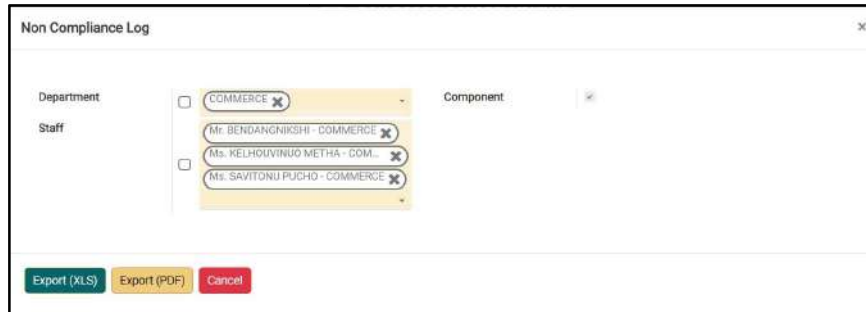 Non Compliance Log
Department
COMMERCE
Component
Staff
Mr. BENDANGNIKSHI - COMMERCE
Ms. KELHOUVINUO METHA - COM...
Ms. SAVITONU PUCHO - COMMERCE
Export (XLS)
Export (PDF)
Cancel